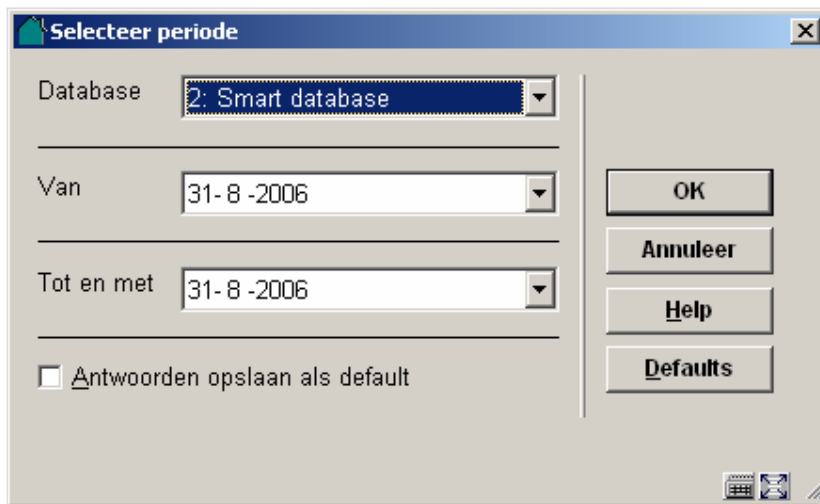 Selecteer periode
Database
2: Smart database
Van
31- 8 -2006
Tot en met
31- 8 -2006
Antwoorden opslaan als default
OK
Annuleer
Help
Defaults